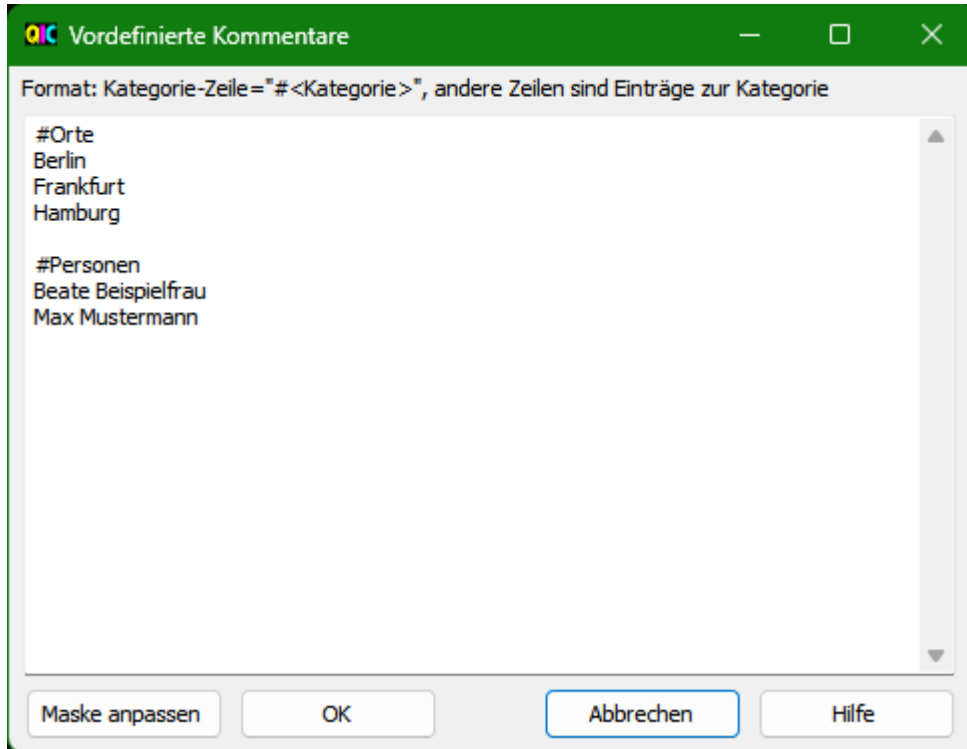 QIC Vordefinierte Kommentare
Format: Kategorie-Zeile="#<Kategorie>", andere Zeilen sind Einträge zur Kategorie
#Orte
Berlin
Frankfurt
Hamburg
#Personen
Beate Beispielfrau
Max Mustermann
Maske anpassen OK Abbrechen Hilfe